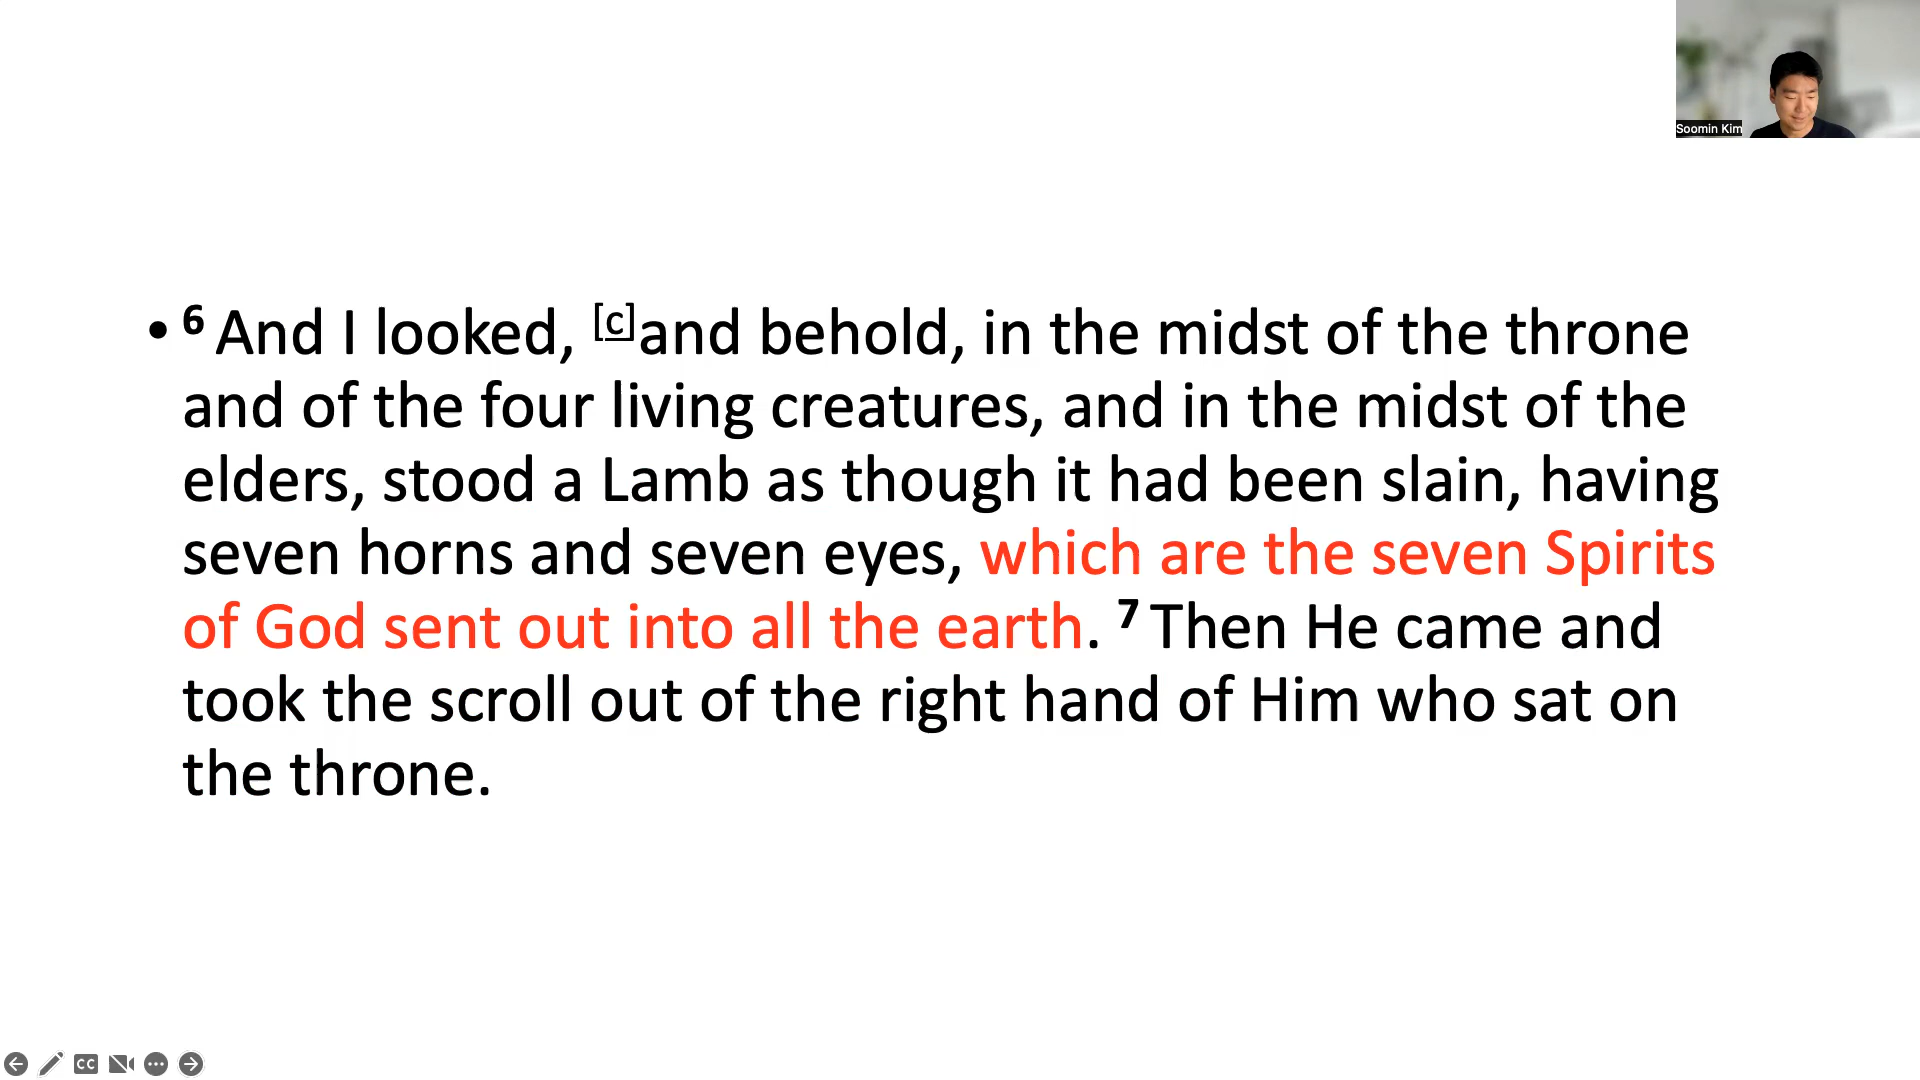 Soomin Kim
• 6 And I looked, [c]and behold, in the midst of the throne
and of the four living creatures, and in the midst of the
elders, stood a Lamb as though it had been slain, having
seven horns and seven eyes, which are the seven Spirits
of God sent out into all the earth. 7 Then He came and
took the scroll out of the right hand of Him who sat on
the throne.
CC